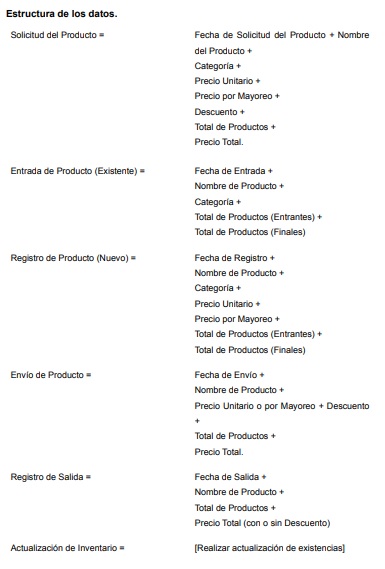 Estructura de los datos.
Solicitud del Producto = Fecha de Solicitud del Producto + Nombre
del Producto +
Categoría +
Precio Unitario +
Precio por Mayoreo +
Descuento +
Total de Productos +
Precio Total.
Entrada de Producto (Existente) = Fecha de Entrada +
Nombre de Producto +
Categoría +
Total de Productos (Entrantes) +
Total de Productos (Finales)
Registro de Producto (Nuevo) = Fecha de Registro +
Nombre de Producto +
Categoría +
Precio Unitario +
Precio por Mayoreo +
Total de Productos (Entrantes) +
Total de Productos (Finales)
Envío de Producto = Fecha de Envío +
Nombre de Producto +
Precio Unitario o por Mayoreo + Descuento
+
Total de Productos +
Precio Total.
Registro de Salida = Fecha de Salida +
Nombre de Producto +
Total de Productos +
Precio Total (con o sin Descuento)
Actualización de Inventario = [Realizar actualización de existencias]